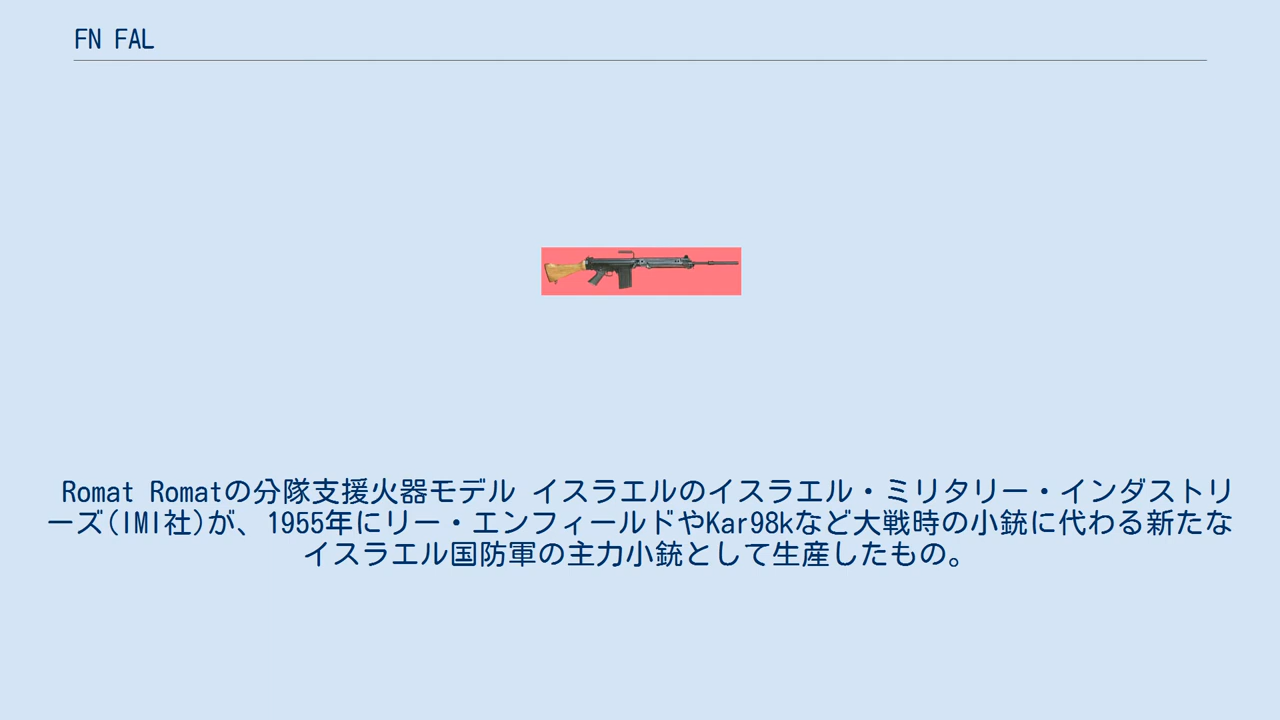 FN FAL
Romat Romatの分隊支援火器モデル イスラエルのイスラエル・ミリタリー・インダストリ
ーズ(IMI社)が、1955年にリー・エンフィールドやKar98kなど大戦時の小銃に代わる新たな
イスラエル国防軍の主力小銃として生産したもの。